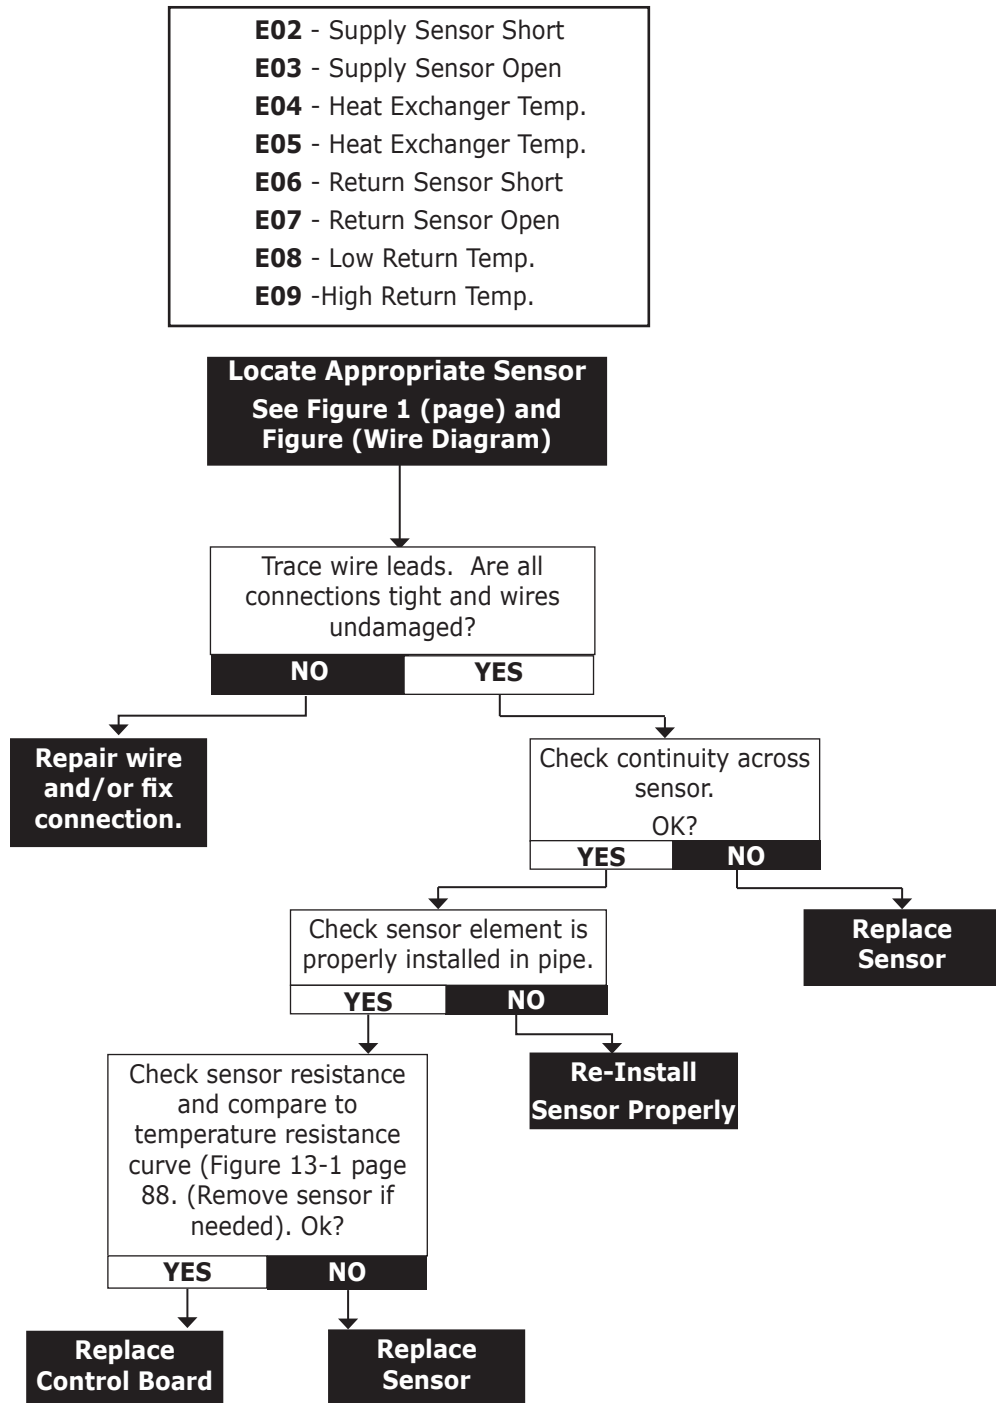 E02 - Supply Sensor Short
E03 - Supply Sensor Open
E04 - Heat Exchanger Temp.
E05 - Heat Exchanger Temp.
E06 - Return Sensor Short
E07 - Return Sensor Open
E08 - Low Return Temp.
E09 -High Return Temp.
Locate Appropriate Sensor
See Figure 1 (page) and
Figure (Wire Diagram)
Trace wire leads. Are all
connections tight and wires
undamaged?
NO YES
Repair wire
and/or fix
connection.
Check continuity across
sensor.
OK?
YES NO
Check sensor element is
properly installed in pipe.
YES NO
Replace
Sensor
Check sensor resistance
and compare to
temperature resistance
curve (Figure 13-1 page
88. (Remove sensor if
needed). Ok?
YES NO
Re-Install
Sensor Properly
Replace
Control Board
Replace
Sensor